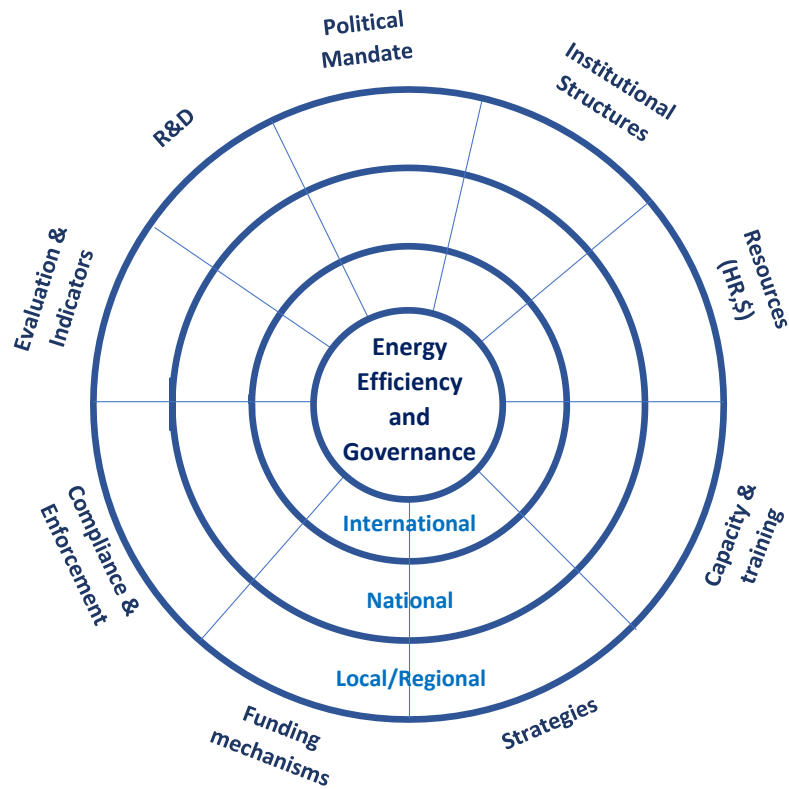 Political
Mandate
Institutional
Structures
Resources
(HR,$)
Capacity &
training
Strategies
Funding
mechanisms
Compliance &
Enforcement
Evaluation &
Indicators
R&D
Energy
Efficiency
and
Governance
International
National
Local/Regional